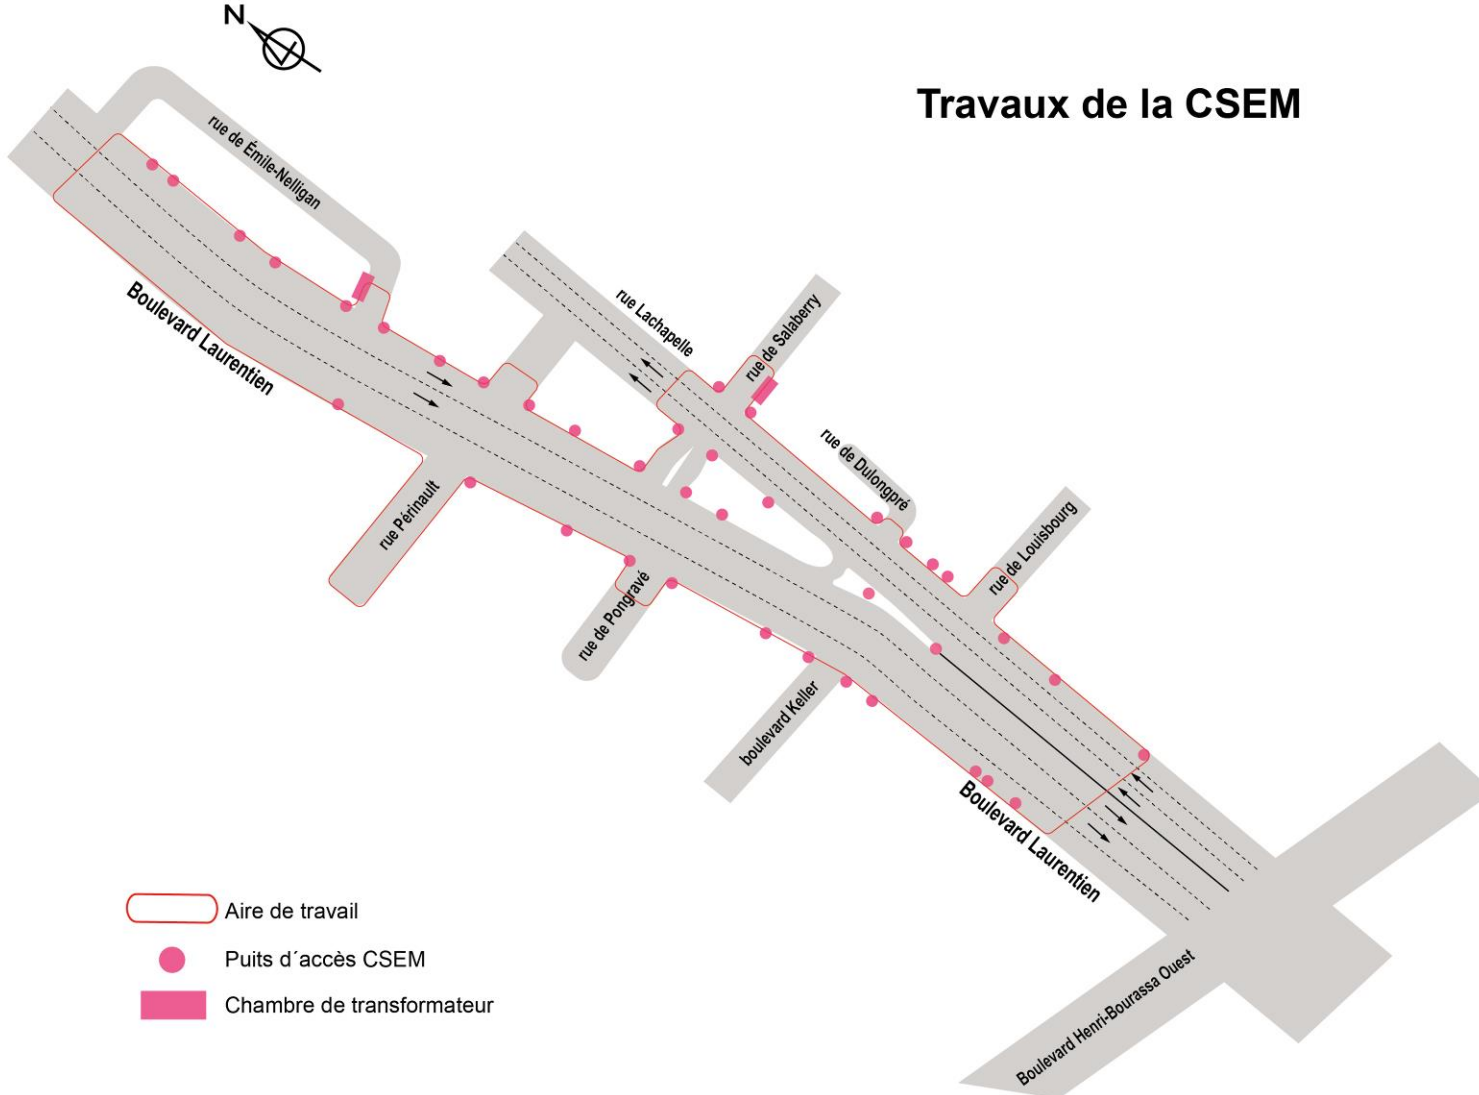 N
Travaux de la CSEM
rue de Émile-Nelligan
Boulevard Laurentien
rue Lachapelle
rue de Salaberry
rue de Dulongpré
rue de Louisbourg
rue Périnault
rue de Pongravé
boulevard Keller
Boulevard Laurentien
Boulevard Henri-Bourassa Ouest
Aire de travail
Puits d´accès CSEM
Chambre de transformateur